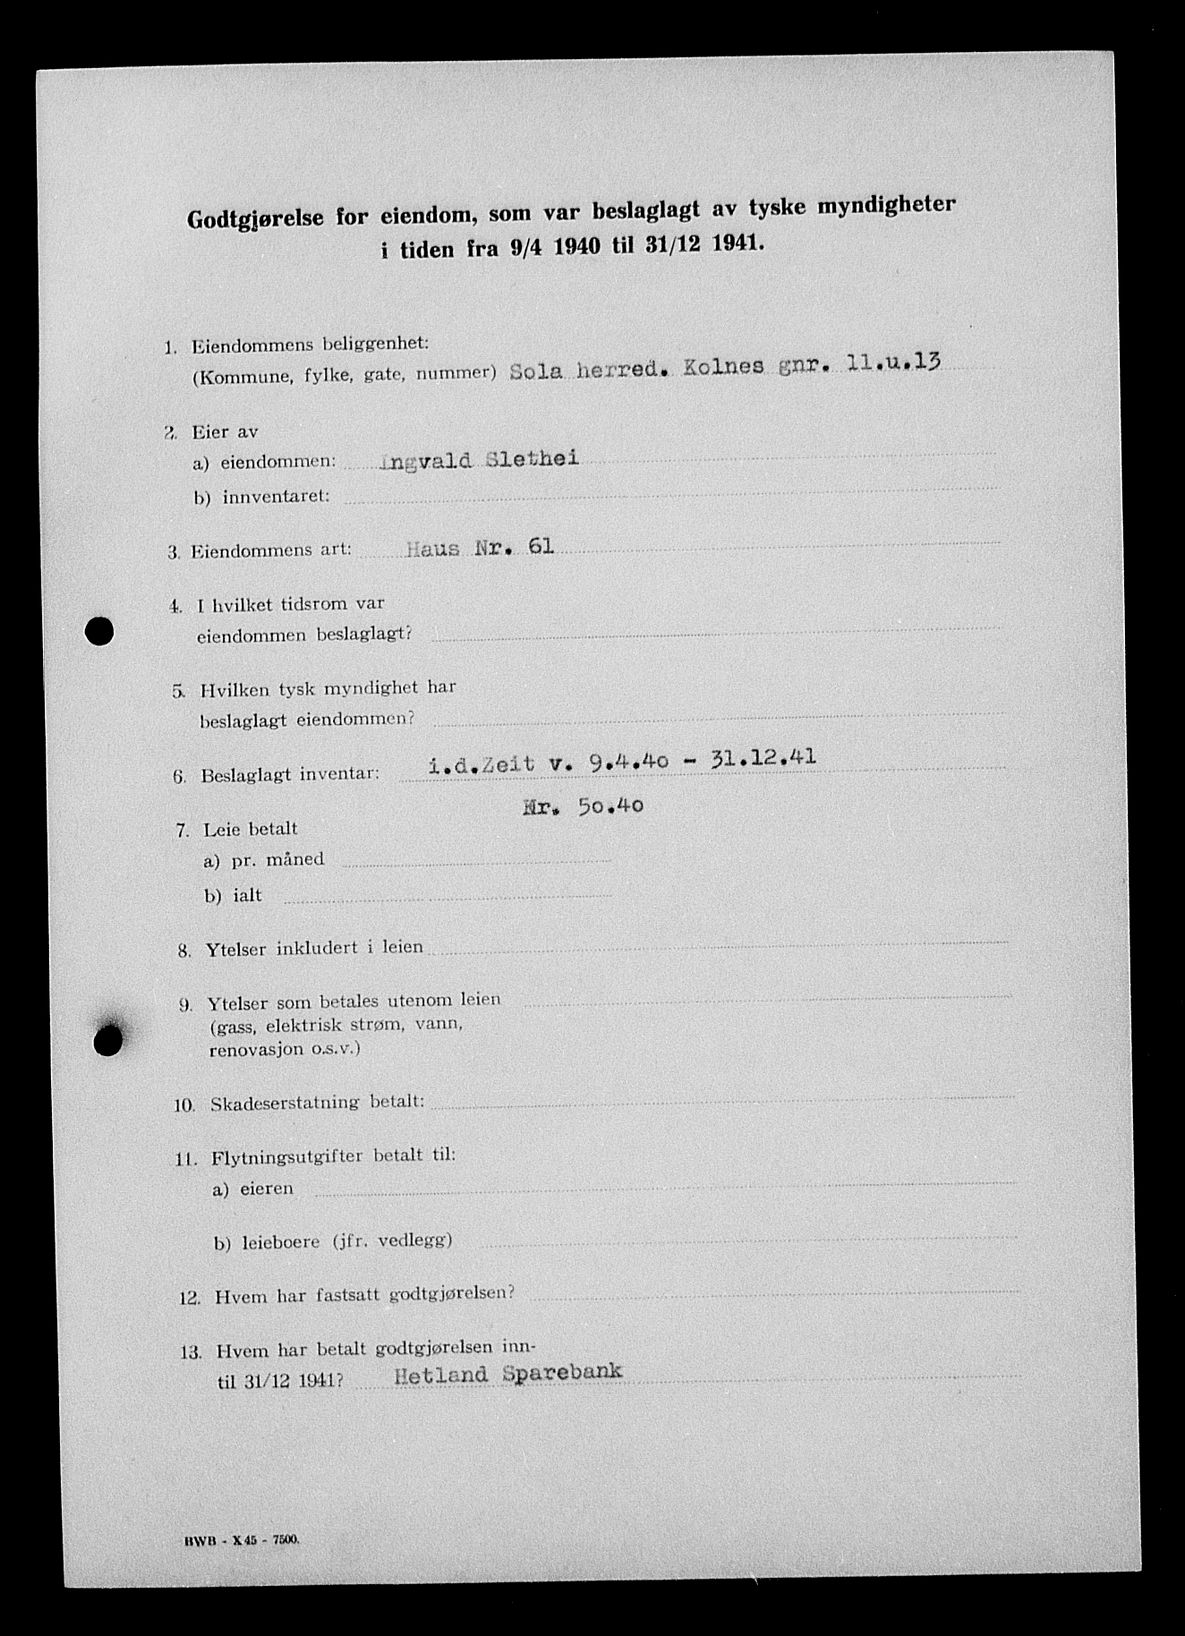 Godtgjørelse for eiendom, som var beslaglagt av tyske myndigheter
i tiden fra 9/4 1940 til 31/12 1941.
1. Eiendommens beliggenhet:
(Kommune, fylke, gate, nummer) Sola herred. Kolnes gnr. 11.u.13
2. Eier av
a) eiendommen: Ingvald Slethei
b) innventaret:
3. Eiendommens art: Haus Nr. 61
4. I hvilket tidsrom var
eiendommen beslaglagt?
5. Hvilken tysk myndighet har
beslaglagt eiendommen?
6. Beslaglagt inventar: i.d.Zeit v. 9.4.4o - 31.12.41
Kr. 5o.4o
7. Leie betalt
a) pr. måned
b) ialt
8. Ytelser inkludert i leien
9. Ytelser som betales utenom leien
(gass, elektrisk strøm, vann,
renovasjon o.s.v.)
10. Skadeserstatning betalt:
11. Flytningsutgifter betalt til:
a) eieren
b) leieboere (jfr. vedlegg)
12. Hvem har fastsatt godtgjørelsen?
13. Hvem har betalt godtgjørelsen inn-
til 31/12 1941? Hetland Sparebank
BWB - X 45 - 7500.